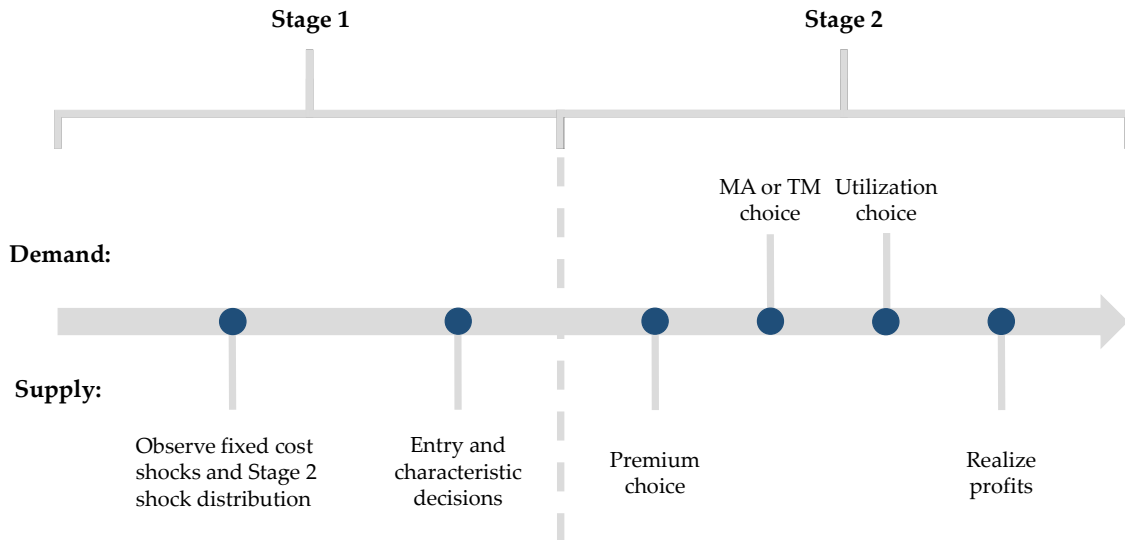 Stage 1
Stage 2
MA or TM
choice
Utilization
choice
Demand:
Supply:
Observe fixed cost
shocks and Stage 2
shock distribution
Entry and
characteristic
decisions
Premium
choice
Realize
profits